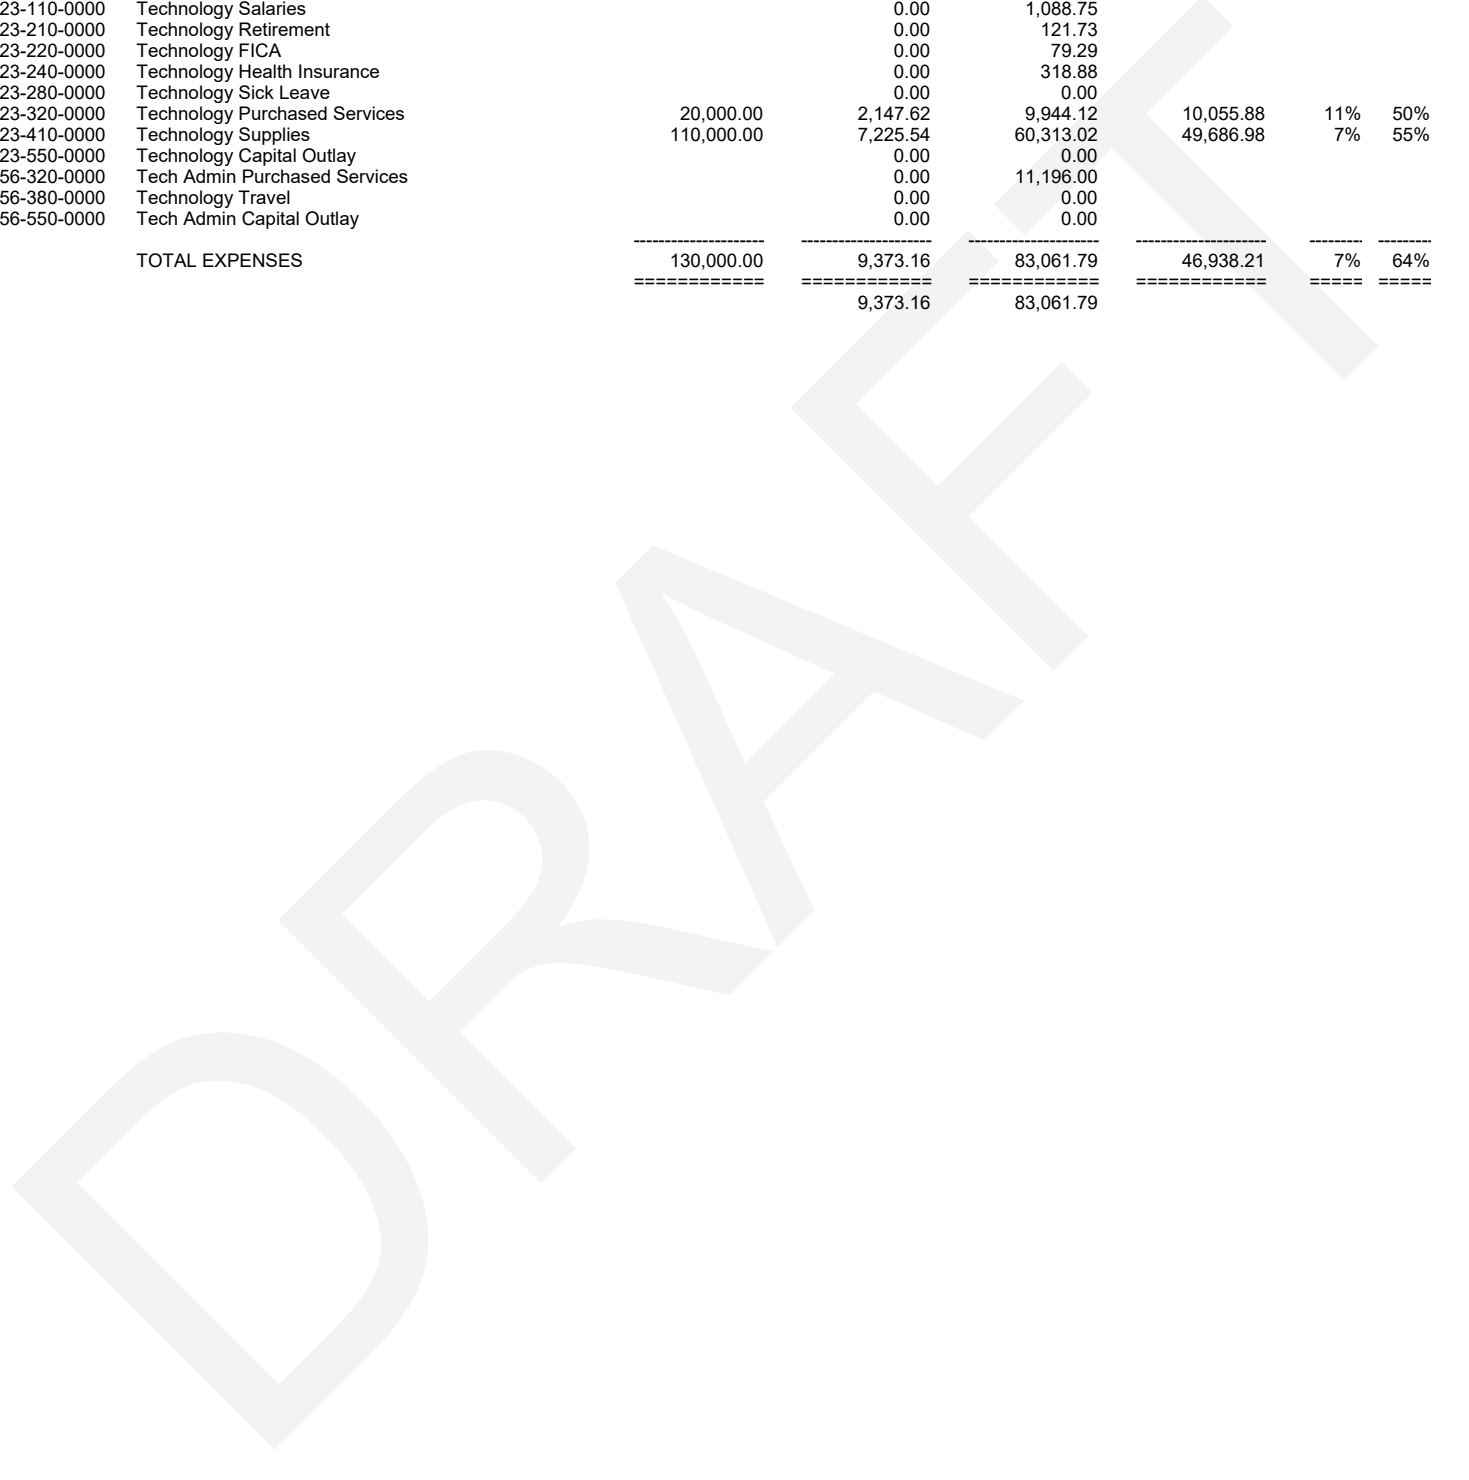 23-110-0000 Technology Salaries 0.00 1,088.75
23-210-0000 Technology Retirement 0.00 121.73
23-220-0000 Technology FICA 0.00 79.29
23-240-0000 Technology Health Insurance 0.00 318.88
23-280-0000 Technology Sick Leave 0.00 0.00
23-320-0000 Technology Purchased Services 20,000.00 2,147.62 9,944.12 10,055.88 11% 50%
23-410-0000 Technology Supplies 110,000.00 7,225.54 60,313.02 49,686.98 7% 55%
23-550-0000 Technology Capital Outlay 0.00 0.00
56-320-0000 Tech Admin Purchased Services 0.00 11,196.00
56-380-0000 Technology Travel 0.00 0.00
56-550-0000 Tech Admin Capital Outlay 0.00 0.00
--------------------- --------------------- --------------------- --------------------- -------- --------
TOTAL EXPENSES 130,000.00 9,373.16 83,061.79 46,938.21 7% 64%
============ ============ ============ ============ ===== =====
9,373.16 83,061.79
DRAFT